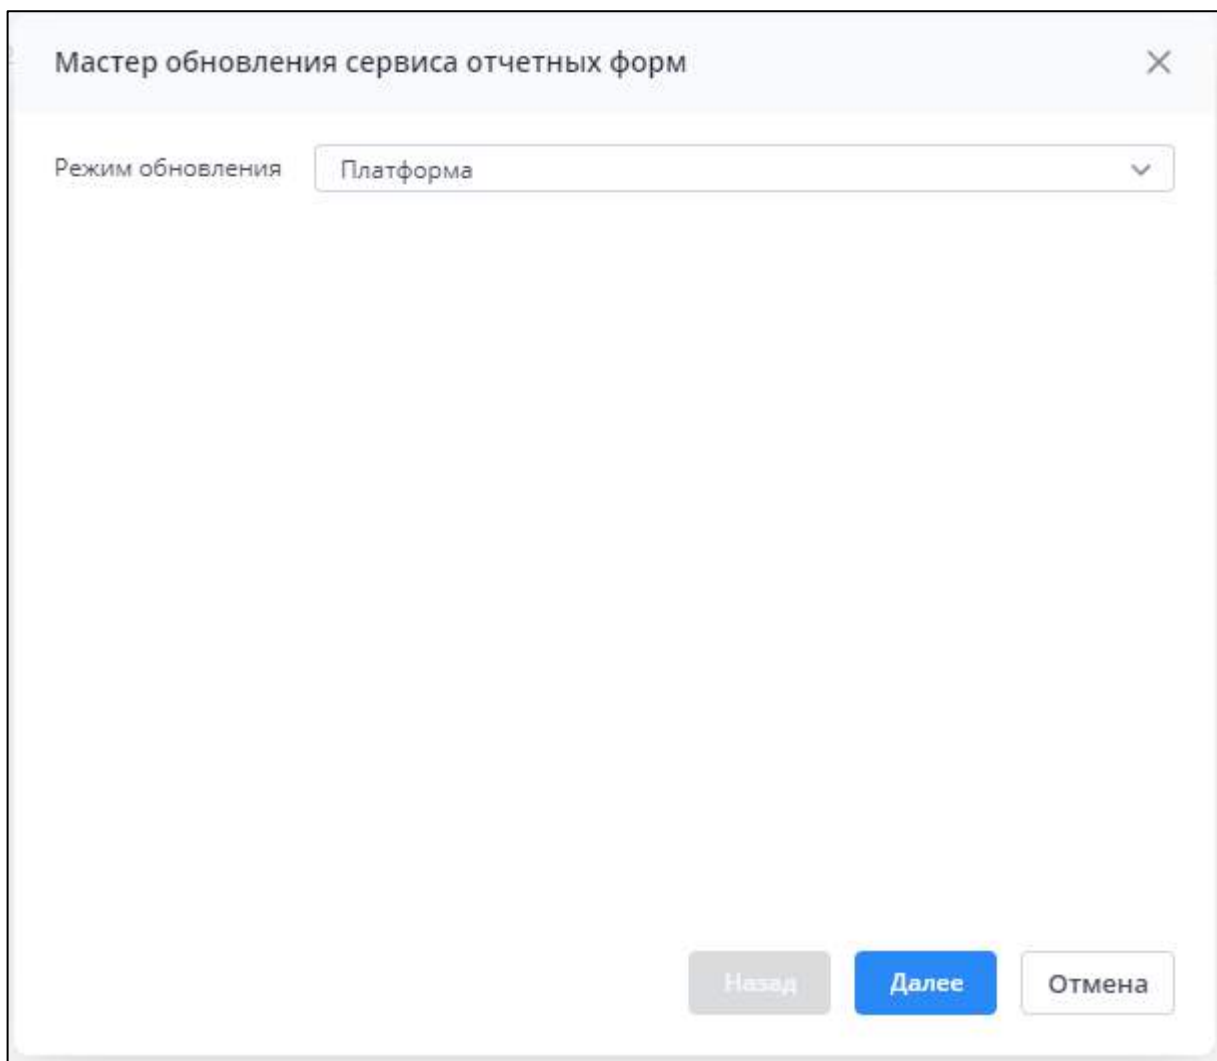 Мастер обновления сервиса отчетных форм
Режим обновления Платформа
Назад Далее Отмена